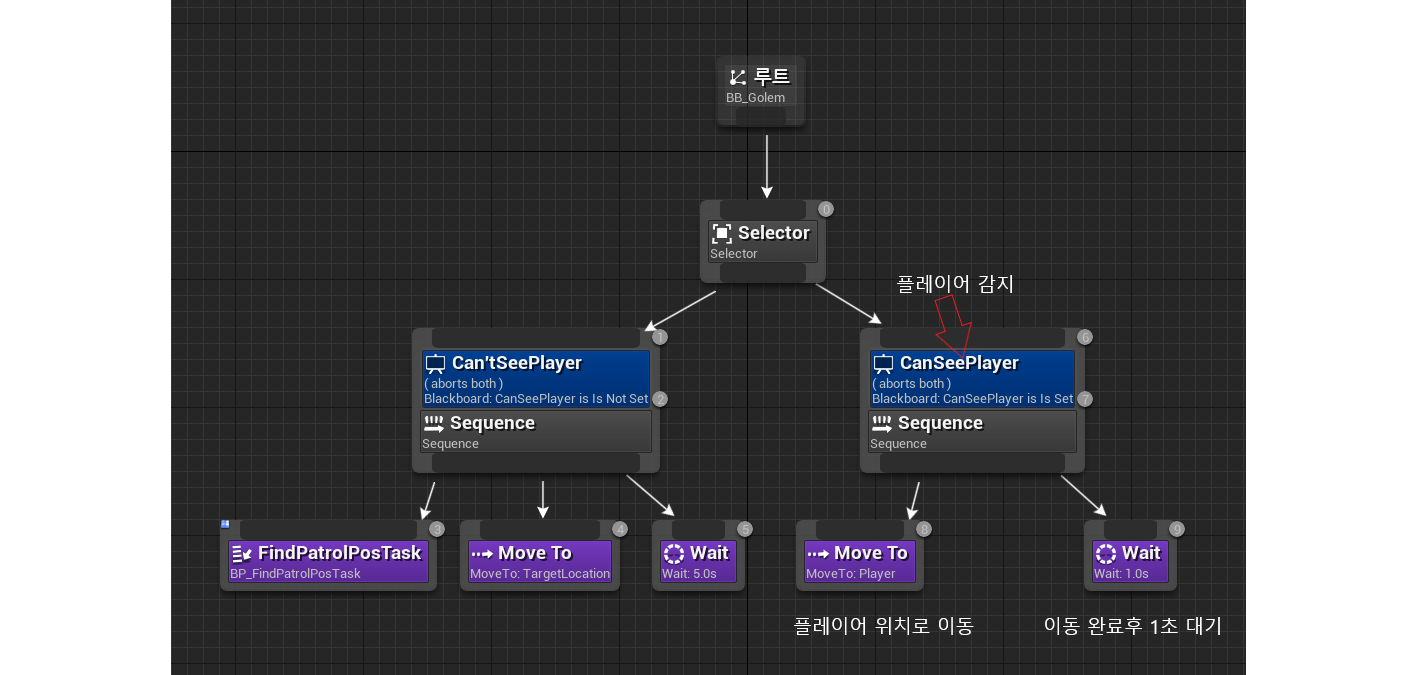 루트
BB_Golem
0
Selector
Selector
플레이어 감지
1
Can'tSeePlayer
( aborts both )
Blackboard: CanSeePlayer is Is Not Set
2
Sequence
Sequence
6
CanSeePlayer
( aborts both )
Blackboard: CanSeePlayer is Is Set
7
Sequence
Sequence
3
FindPatrolPosTask
BP_FindPatrolPosTask
4
Move To
MoveTo: TargetLocation
5
Wait
Wait: 5.0s
8
Move To
MoveTo: Player
9
Wait
Wait: 1.0s
플레이어 위치로 이동
이동 완료후 1초 대기